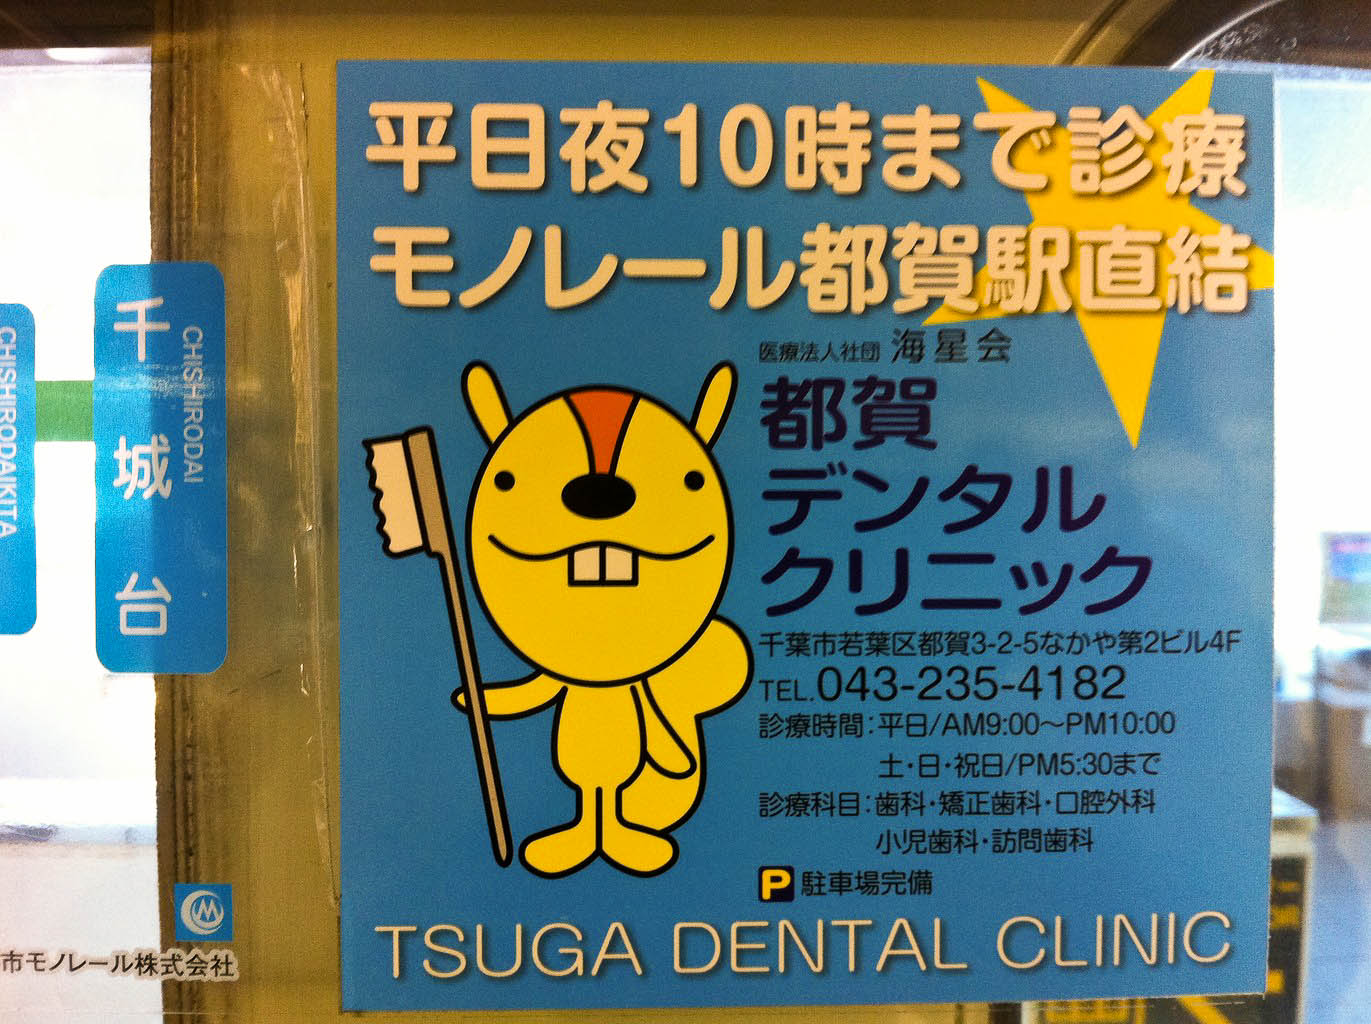 平日夜10時まで診療
モノレール都賀駅直結
医療法人社団 海星会
都賀
デンタル
クリニック
千葉市若葉区都賀3-2-5なかや第2ビル4F
TEL.043-235-4182
診療時間:平日/AM9:00～PM10:00
土・日・祝日/PM5:30まで
診療科目:歯科・矯正歯科・口腔外科
小児歯科・訪問歯科
P 駐車場完備
TSUGA DENTAL CLINIC
千城台
CHISHIRODAI
CHISHIRODAIKITA
市モノレール株式会社